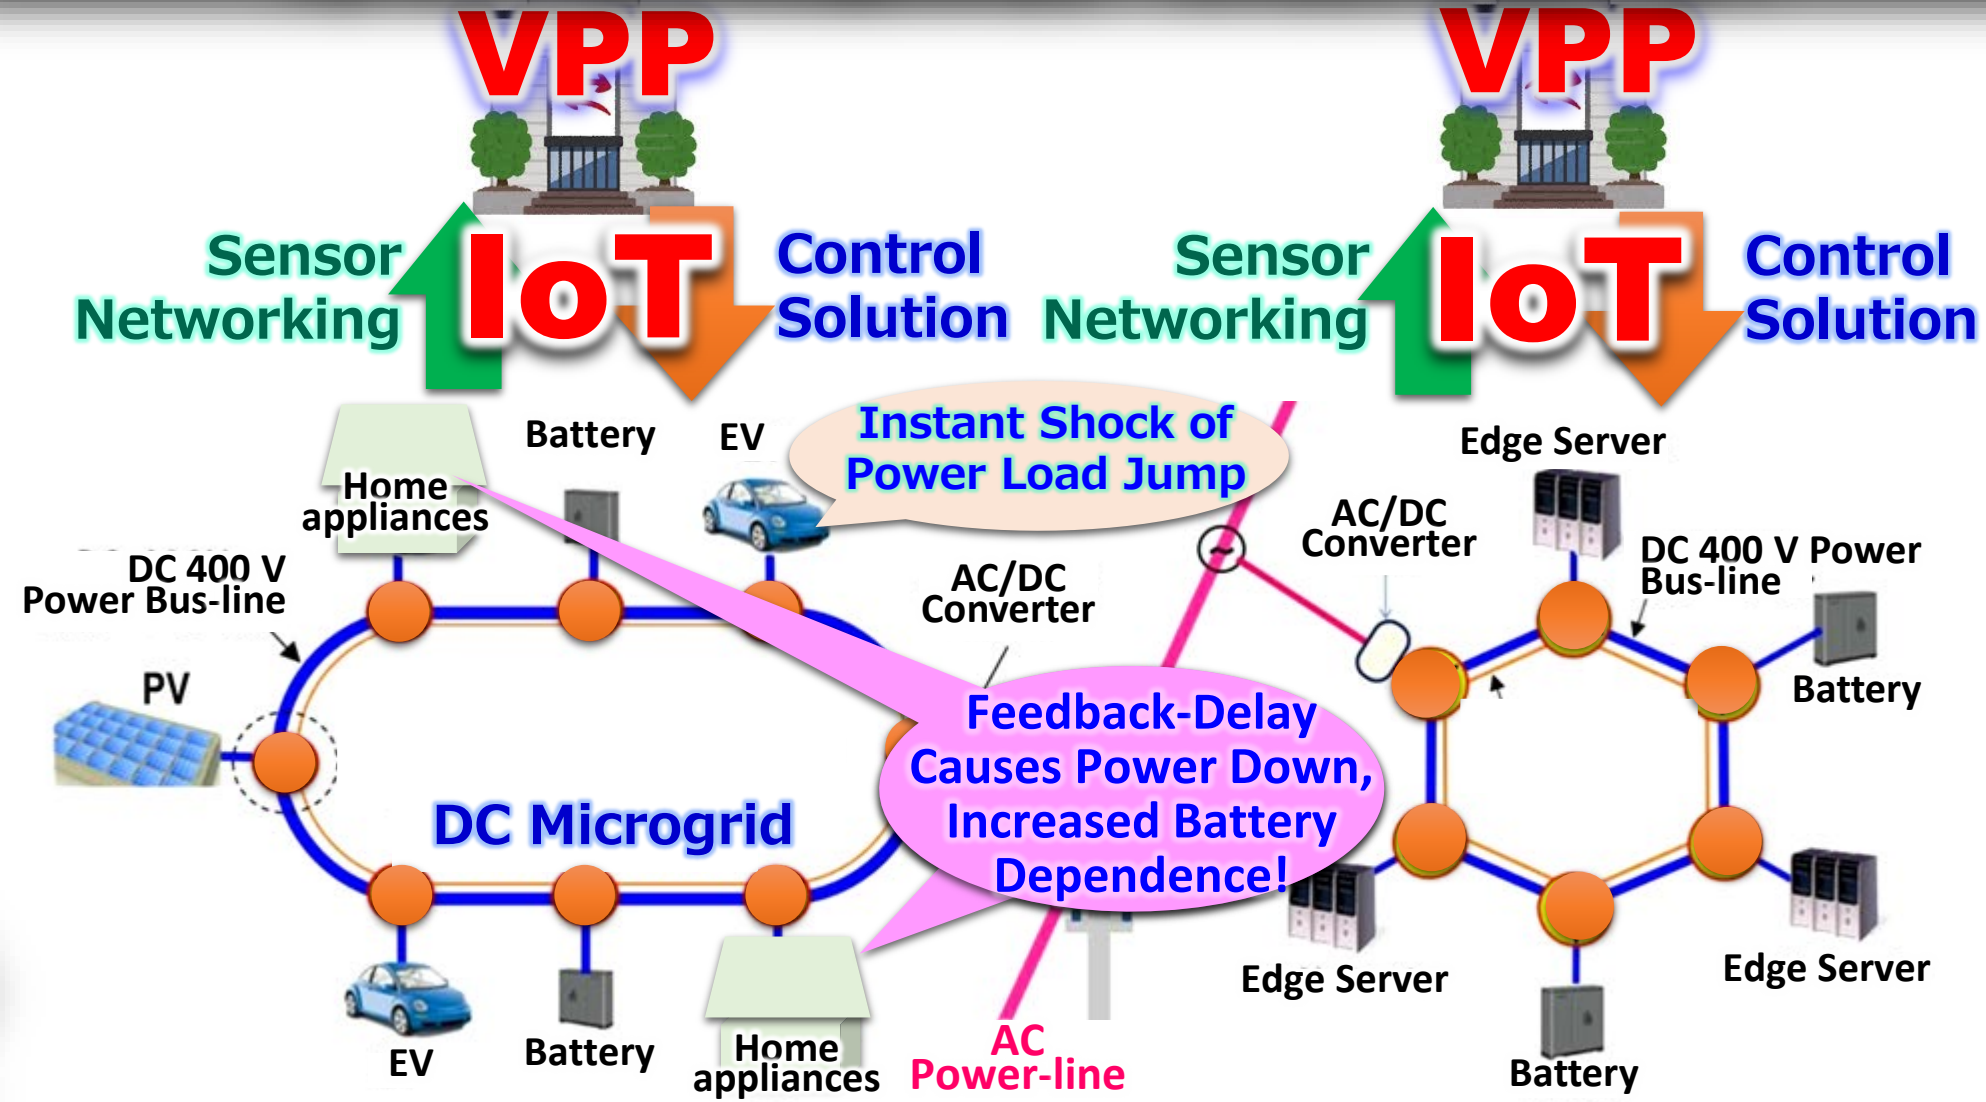 VPP
IoT
Sensor
Networking
Control
Solution
VPP
IoT
Sensor
Networking
Control
Solution
Home
appliances
Battery
EV
Instant Shock of
Power Load Jump
DC 400 V
Power Bus-line
PV
AC/DC
Converter
DC Microgrid
Feedback-Delay
Causes Power Down,
Increased Battery
Dependence!
EV
Battery
Home
appliances
AC
Power-line
~
Edge Server
AC/DC
Converter
DC 400 V Power
Bus-line
Battery
Edge Server
Edge Server
Battery